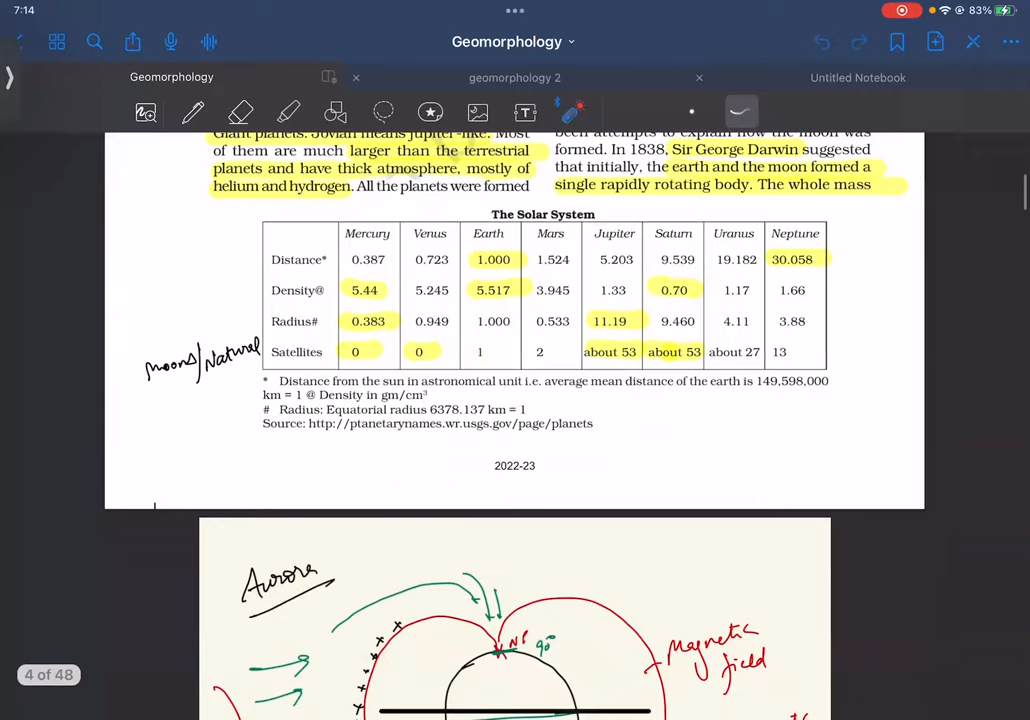 7:14
83%
Geomorphology
Geomorphology
geomorphology 2
Untitled Notebook
Giant planets. Jovian means jupiter-like. Most
of them are much larger than the terrestrial
planets and have thick atmosphere, mostly of
helium and hydrogen. All the planets were formed
been attempts to explain how the moon was
formed. In 1838, Sir George Darwin suggested
that initially, the earth and the moon formed a
single rapidly rotating body. The whole mass
The Solar System
Mercury Venus Earth Mars Jupiter Saturn Uranus Neptune
Distance* 0.387 0.723 1.000 1.524 5.203 9.539 19.182 30.058
Density@ 5.44 5.245 5.517 3.945 1.33 0.70 1.17 1.66
Radius# 0.383 0.949 1.000 0.533 11.19 9.460 4.11 3.88
Satellites 0 0 1 2 about 53 about 53 about 27 13
moons/Natural
* Distance from the sun in astronomical unit i.e. average mean distance of the earth is 149,598,000
km = 1 @ Density in gm/cm³
# Radius: Equatorial radius 6378.137 km = 1
Source: http://ptanetarynames.wr.usgs.gov/page/planets
2022-23
Aurora
NP 90°
Magnetic
field
4 of 48